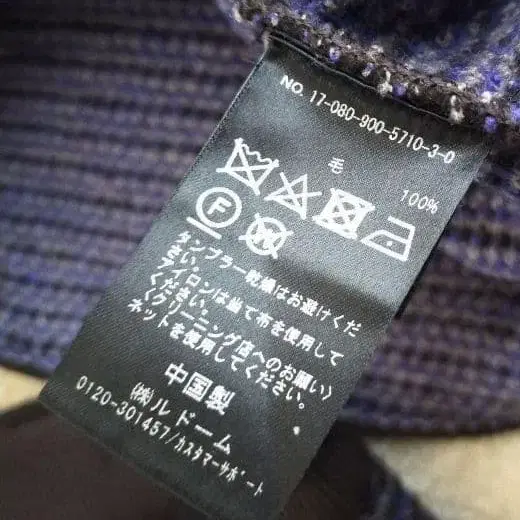 NO. 17-080-900-5710-3-0
毛 100%
F W
タンブラー乾燥はお避けくだ
さい。
アイロンは当て布を使用して
ください。
〈クリーニング店へのお願い〉
ネットを使用してください。
中国製
㈱ル ドーム
0120-301457/カスタマーサポート